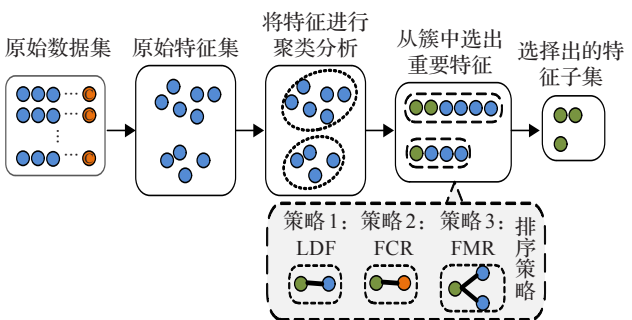 原始数据集
原始特征集
将特征进行
聚类分析
从簇中选出
重要特征
选择出的特
征子集
策略1：
LDF
策略2：
FCR
策略3：
FMR
排序策略